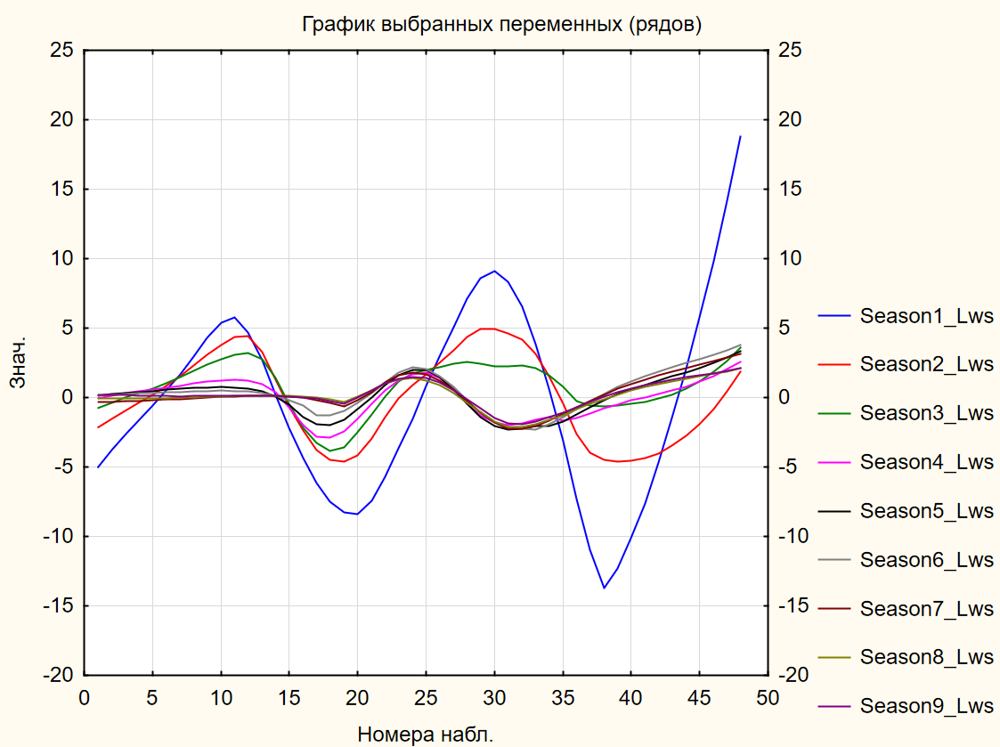 График выбранных переменных (рядов)
25 25
20 20
15 15
10 10
5 5
0 0
-5 -5
-10 -10
-15 -15
-20 -20
Знач.
0 5 10 15 20 25 30 35 40 45 50
Номера набл.
Season1_Lws
Season2_Lws
Season3_Lws
Season4_Lws
Season5_Lws
Season6_Lws
Season7_Lws
Season8_Lws
Season9_Lws